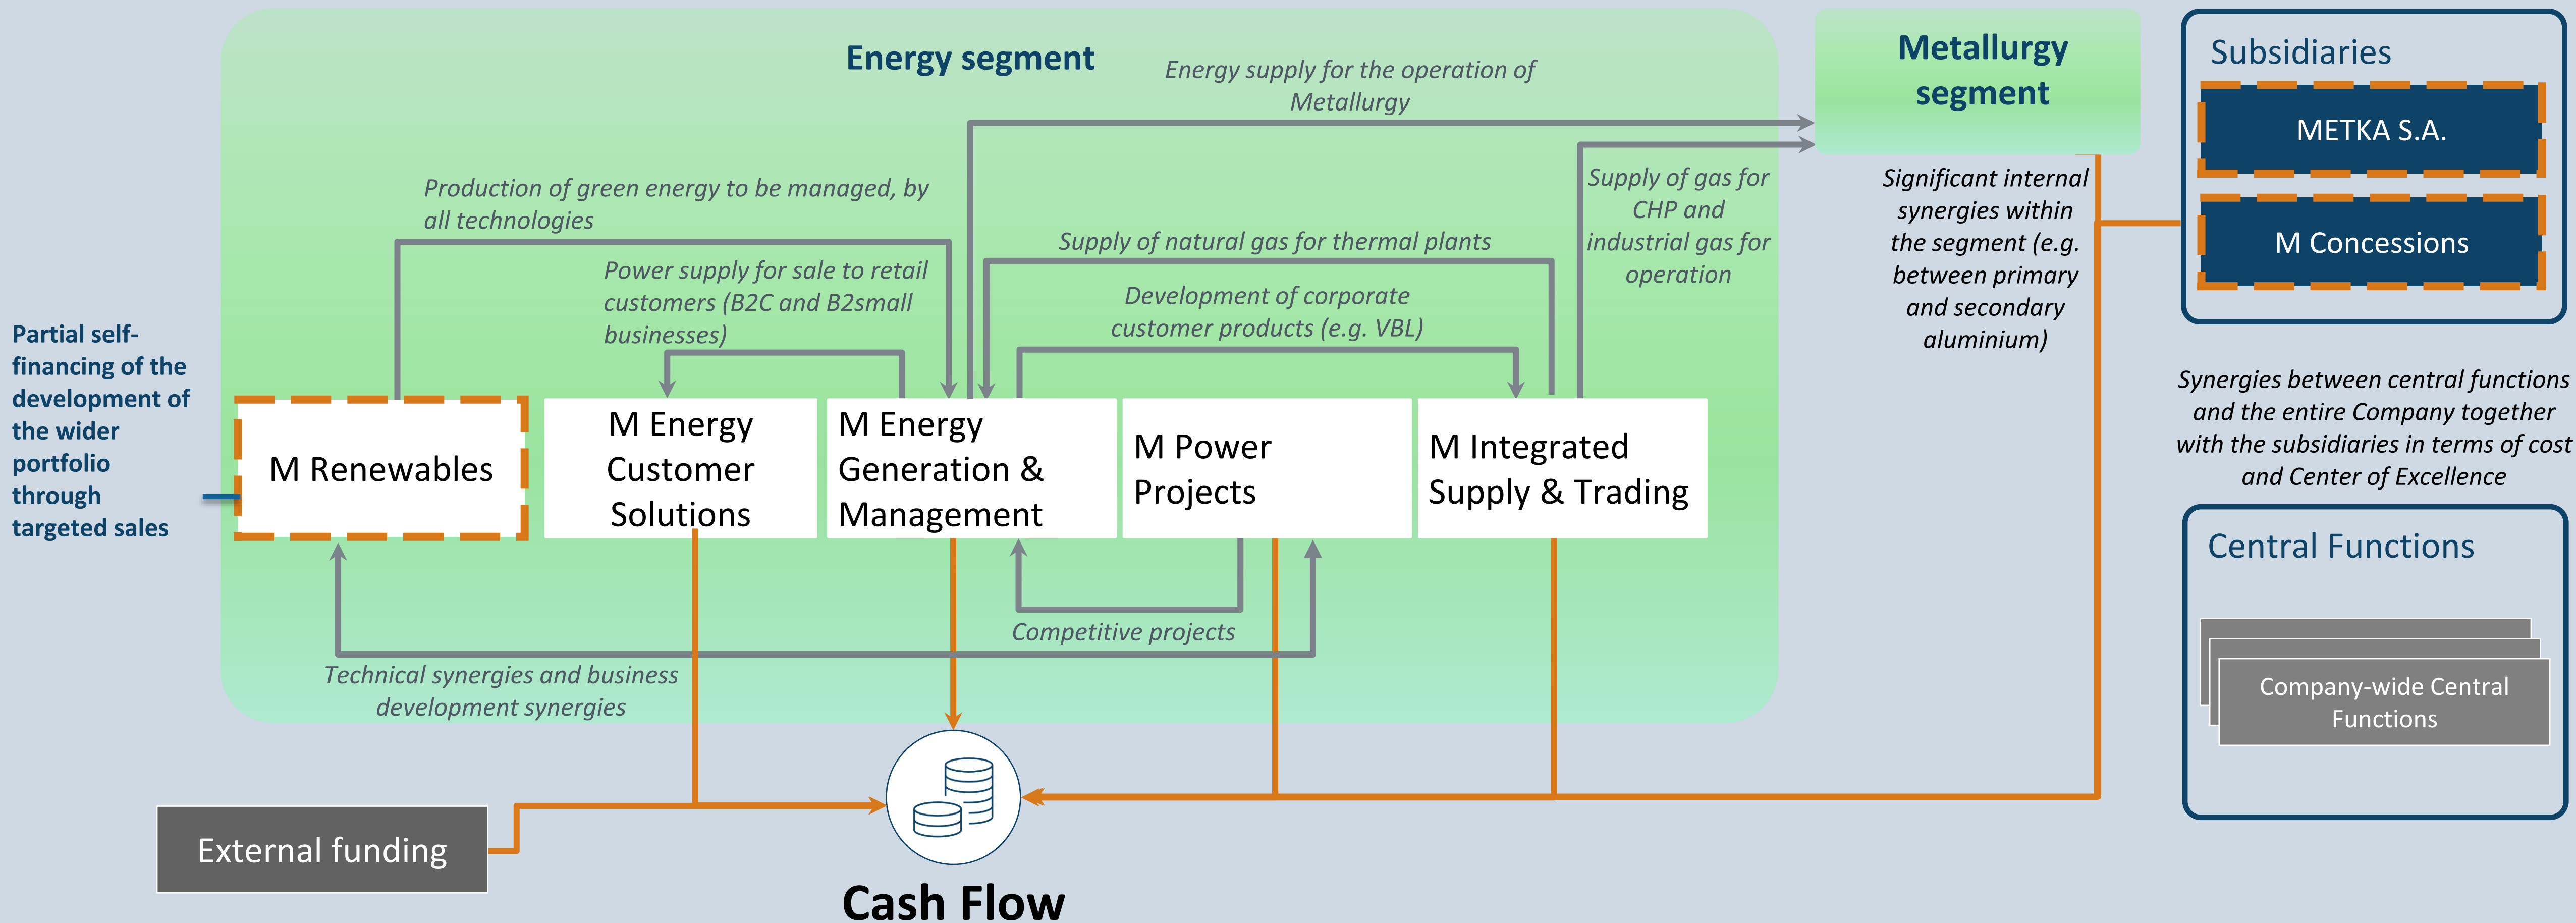 Energy segment
Energy supply for the operation of
Metallurgy
Metallurgy
segment
Subsidiaries
METKA S.A.
M Concessions
Production of green energy to be managed, by
all technologies
Supply of gas for
CHP and
industrial gas for
operation
Significant internal
synergies within
the segment (e.g.
between primary
and secondary
aluminium)
Supply of natural gas for thermal plants
Power supply for sale to retail
customers (B2C and B2small
businesses)
Development of corporate
customer products (e.g. VBL)
Partial self-
financing of the
development of
the wider
portfolio
through
targeted sales
Synergies between central functions
and the entire Company together
with the subsidiaries in terms of cost
and Center of Excellence
M Renewables
M Energy
Customer
Solutions
M Energy
Generation &
Management
M Power
Projects
M Integrated
Supply & Trading
Central Functions
Company-wide Central
Functions
Competitive projects
Technical synergies and business
development synergies
External funding
Cash Flow